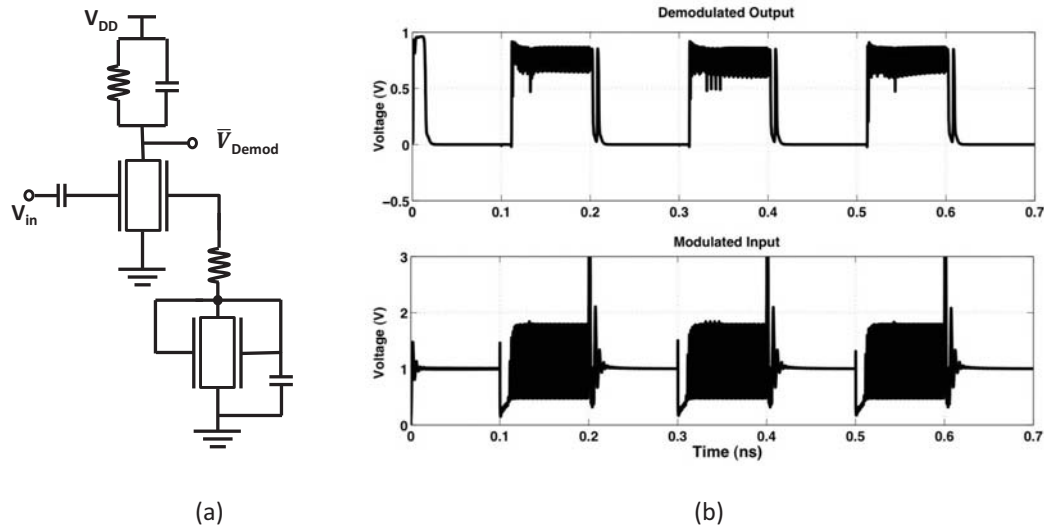 V_DD
V̅_Demod
V_in
(a)
Demodulated Output
Voltage (V)
1
0.5
0
−0.5
0 0.1 0.2 0.3 0.4 0.5 0.6 0.7
Modulated Input
Voltage (V)
3
2
1
0
0 0.1 0.2 0.3 0.4 0.5 0.6 0.7
Time (ns)
(b)